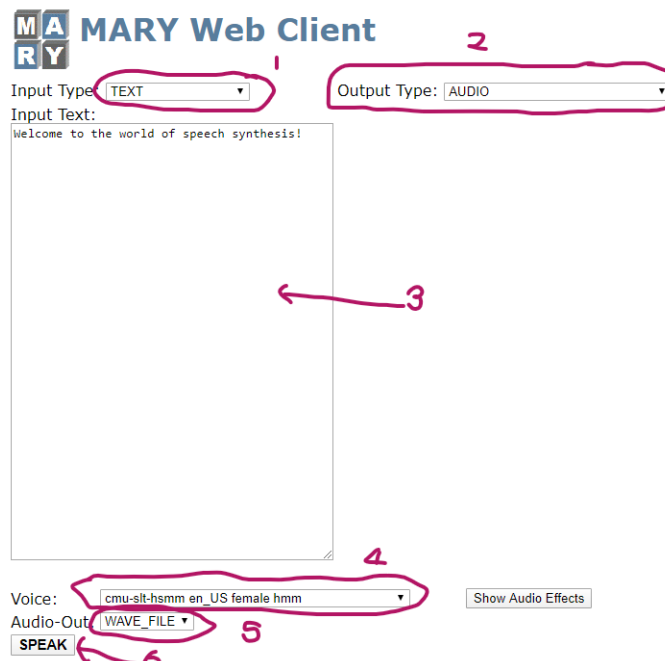 MA MARY Web Client
RY
1
2
Input Type: TEXT Output Type: AUDIO
Input Text:
Welcome to the world of speech synthesis!
3
4
Voice: cmu-slt-hsmm en_US female hmm Show Audio Effects
Audio-Out: WAVE_FILE 5
SPEAK 6